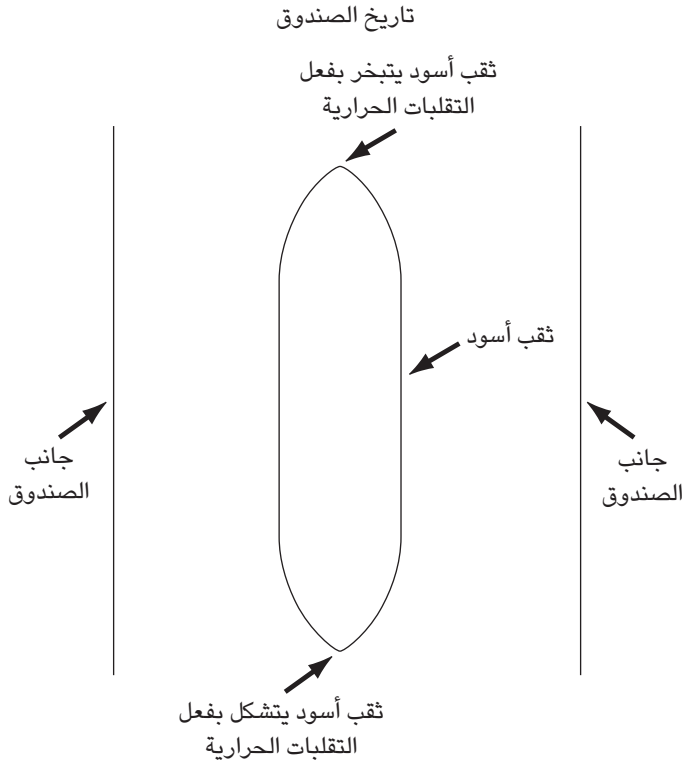 تاريخ الصندوق
ثقب أسود يتبخر بفعل
التقلبات الحرارية
ثقب أسود
جانب
الصندوق
جانب
الصندوق
ثقب أسود يتشكل بفعل
التقلبات الحرارية